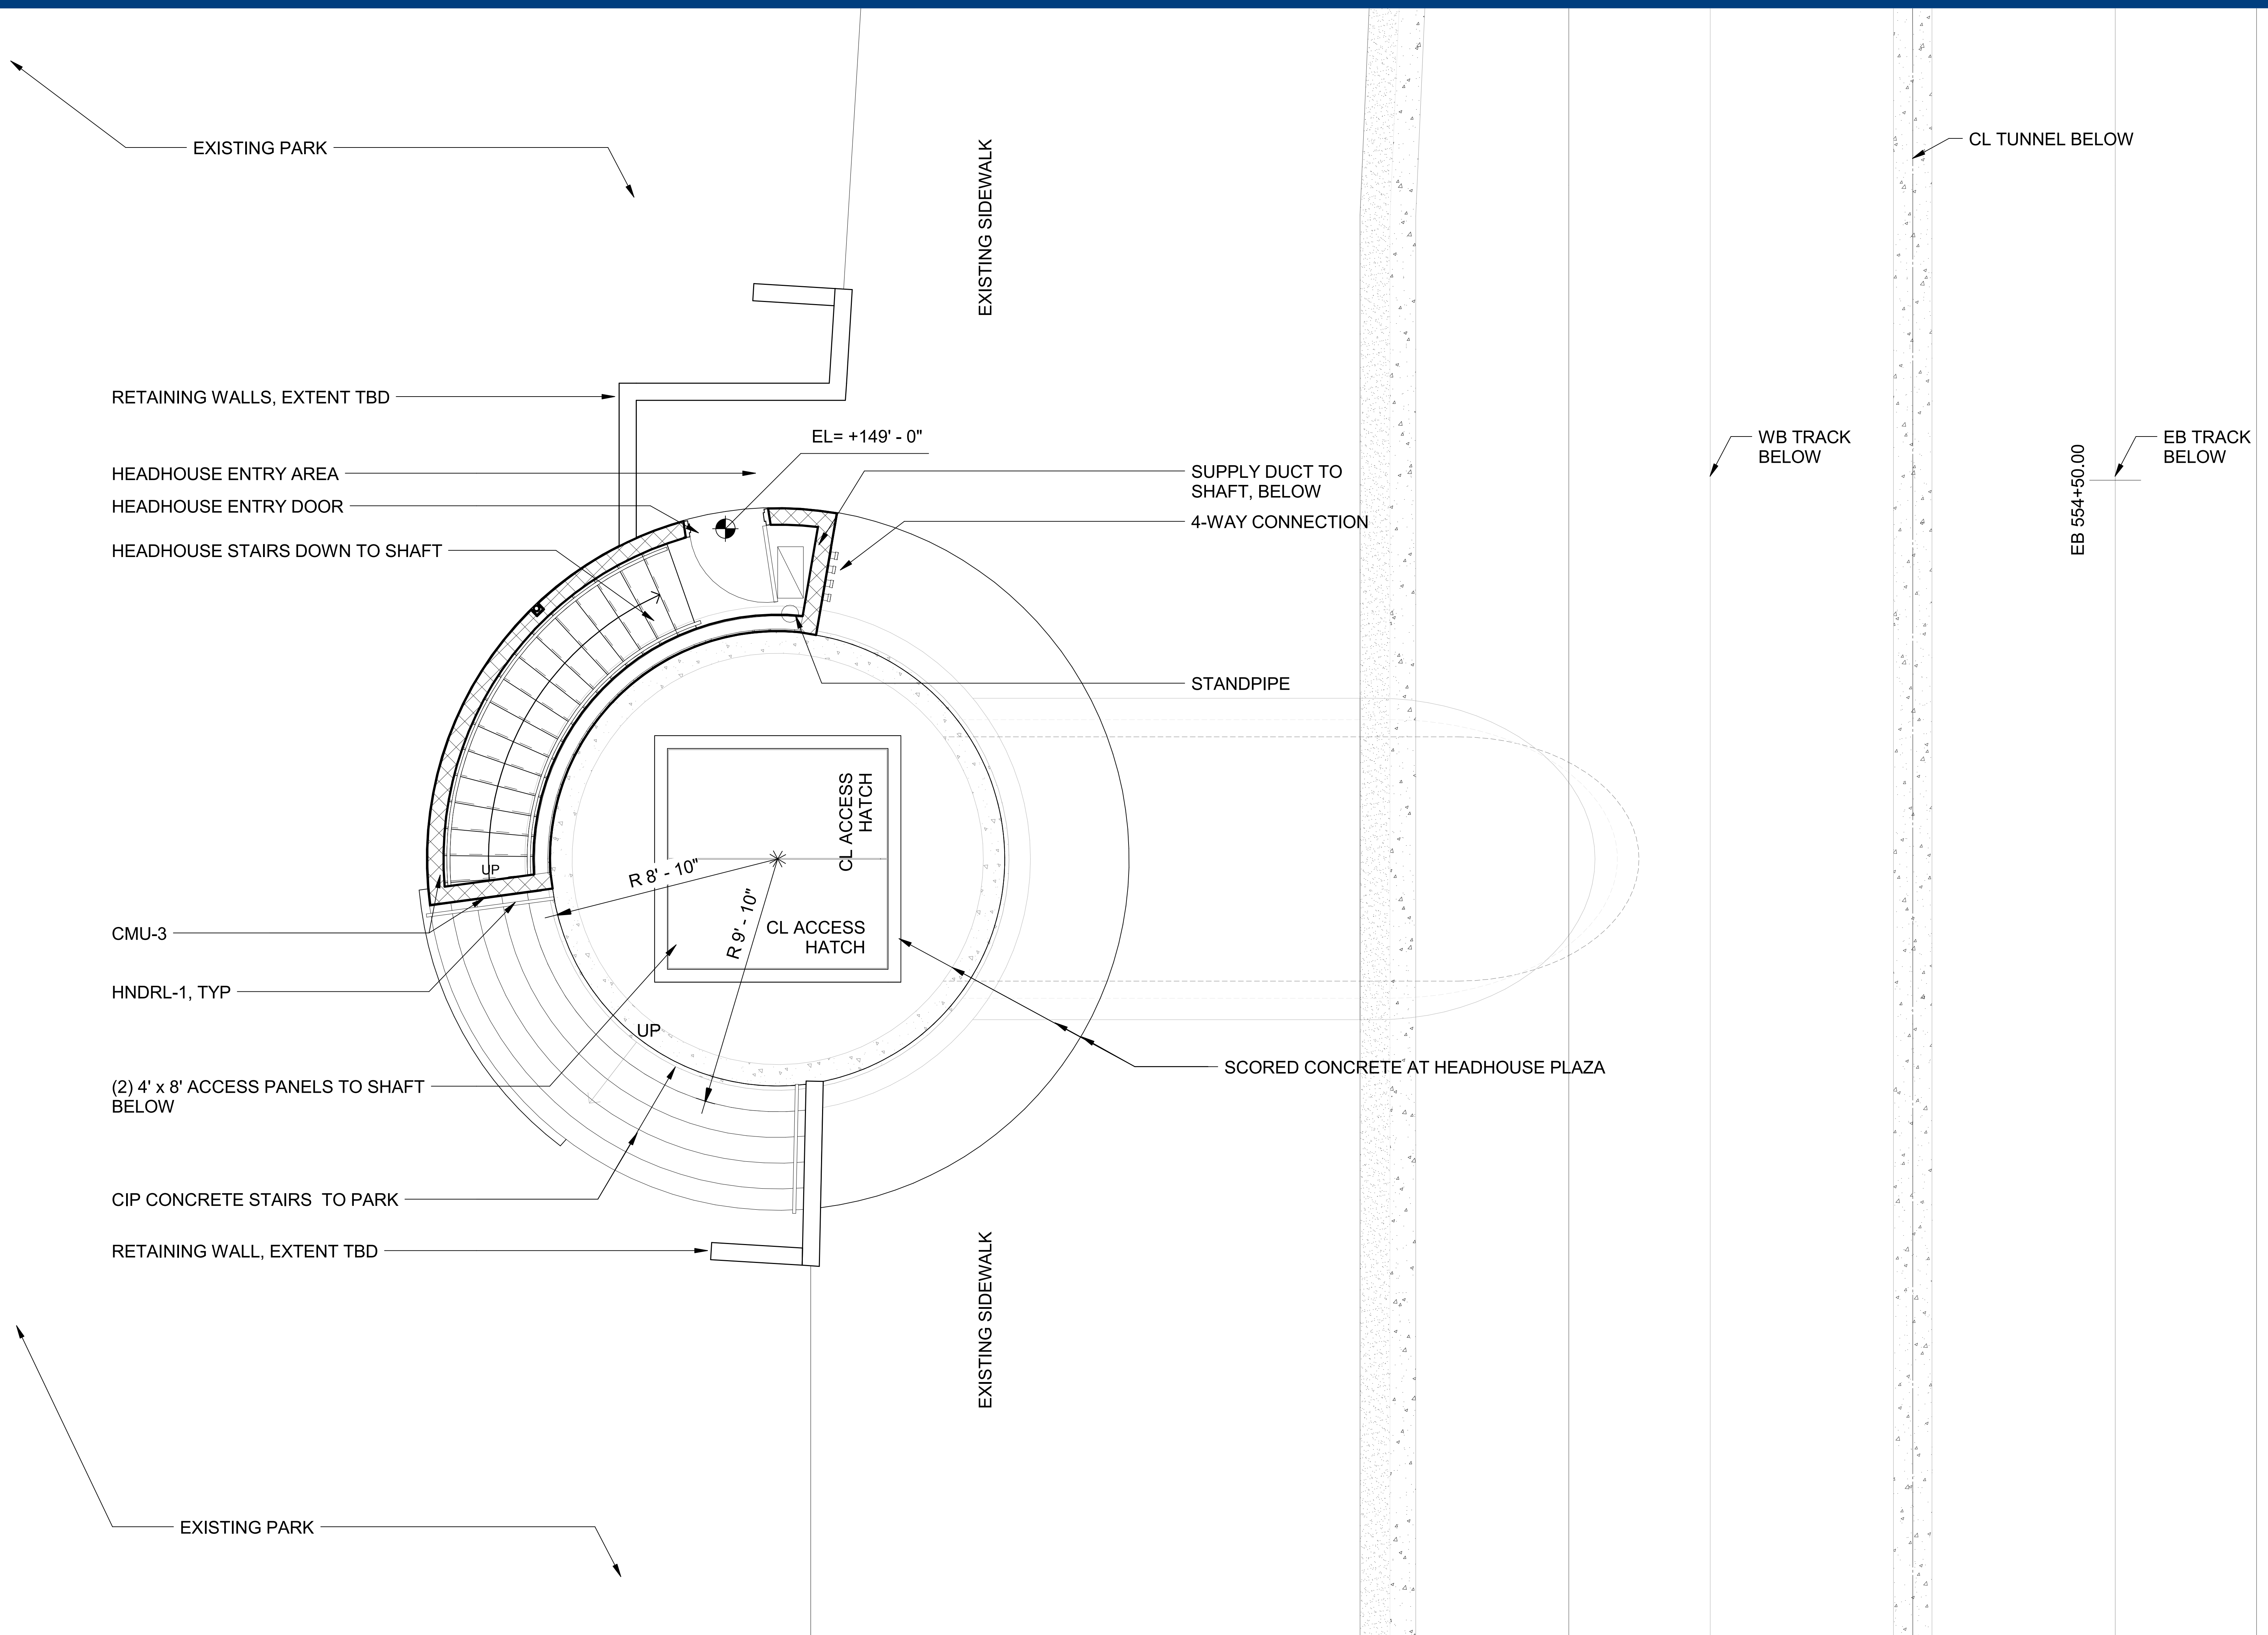 EXISTING PARK
EXISTING SIDEWALK
CL TUNNEL BELOW
RETAINING WALLS, EXTENT TBD
EL= +149' - 0"
WB TRACK
BELOW
EB 554+50.00
EB TRACK
BELOW
HEADHOUSE ENTRY AREA
SUPPLY DUCT TO
SHAFT, BELOW
HEADHOUSE ENTRY DOOR
4-WAY CONNECTION
HEADHOUSE STAIRS DOWN TO SHAFT
STANDPIPE
CL ACCESS
HATCH
UP
R 8' - 10"
R 9' - 10"
CL ACCESS
HATCH
CMU-3
HNDRL-1, TYP
UP
SCORED CONCRETE AT HEADHOUSE PLAZA
(2) 4' x 8' ACCESS PANELS TO SHAFT
BELOW
CIP CONCRETE STAIRS  TO PARK
RETAINING WALL, EXTENT TBD
EXISTING SIDEWALK
EXISTING PARK